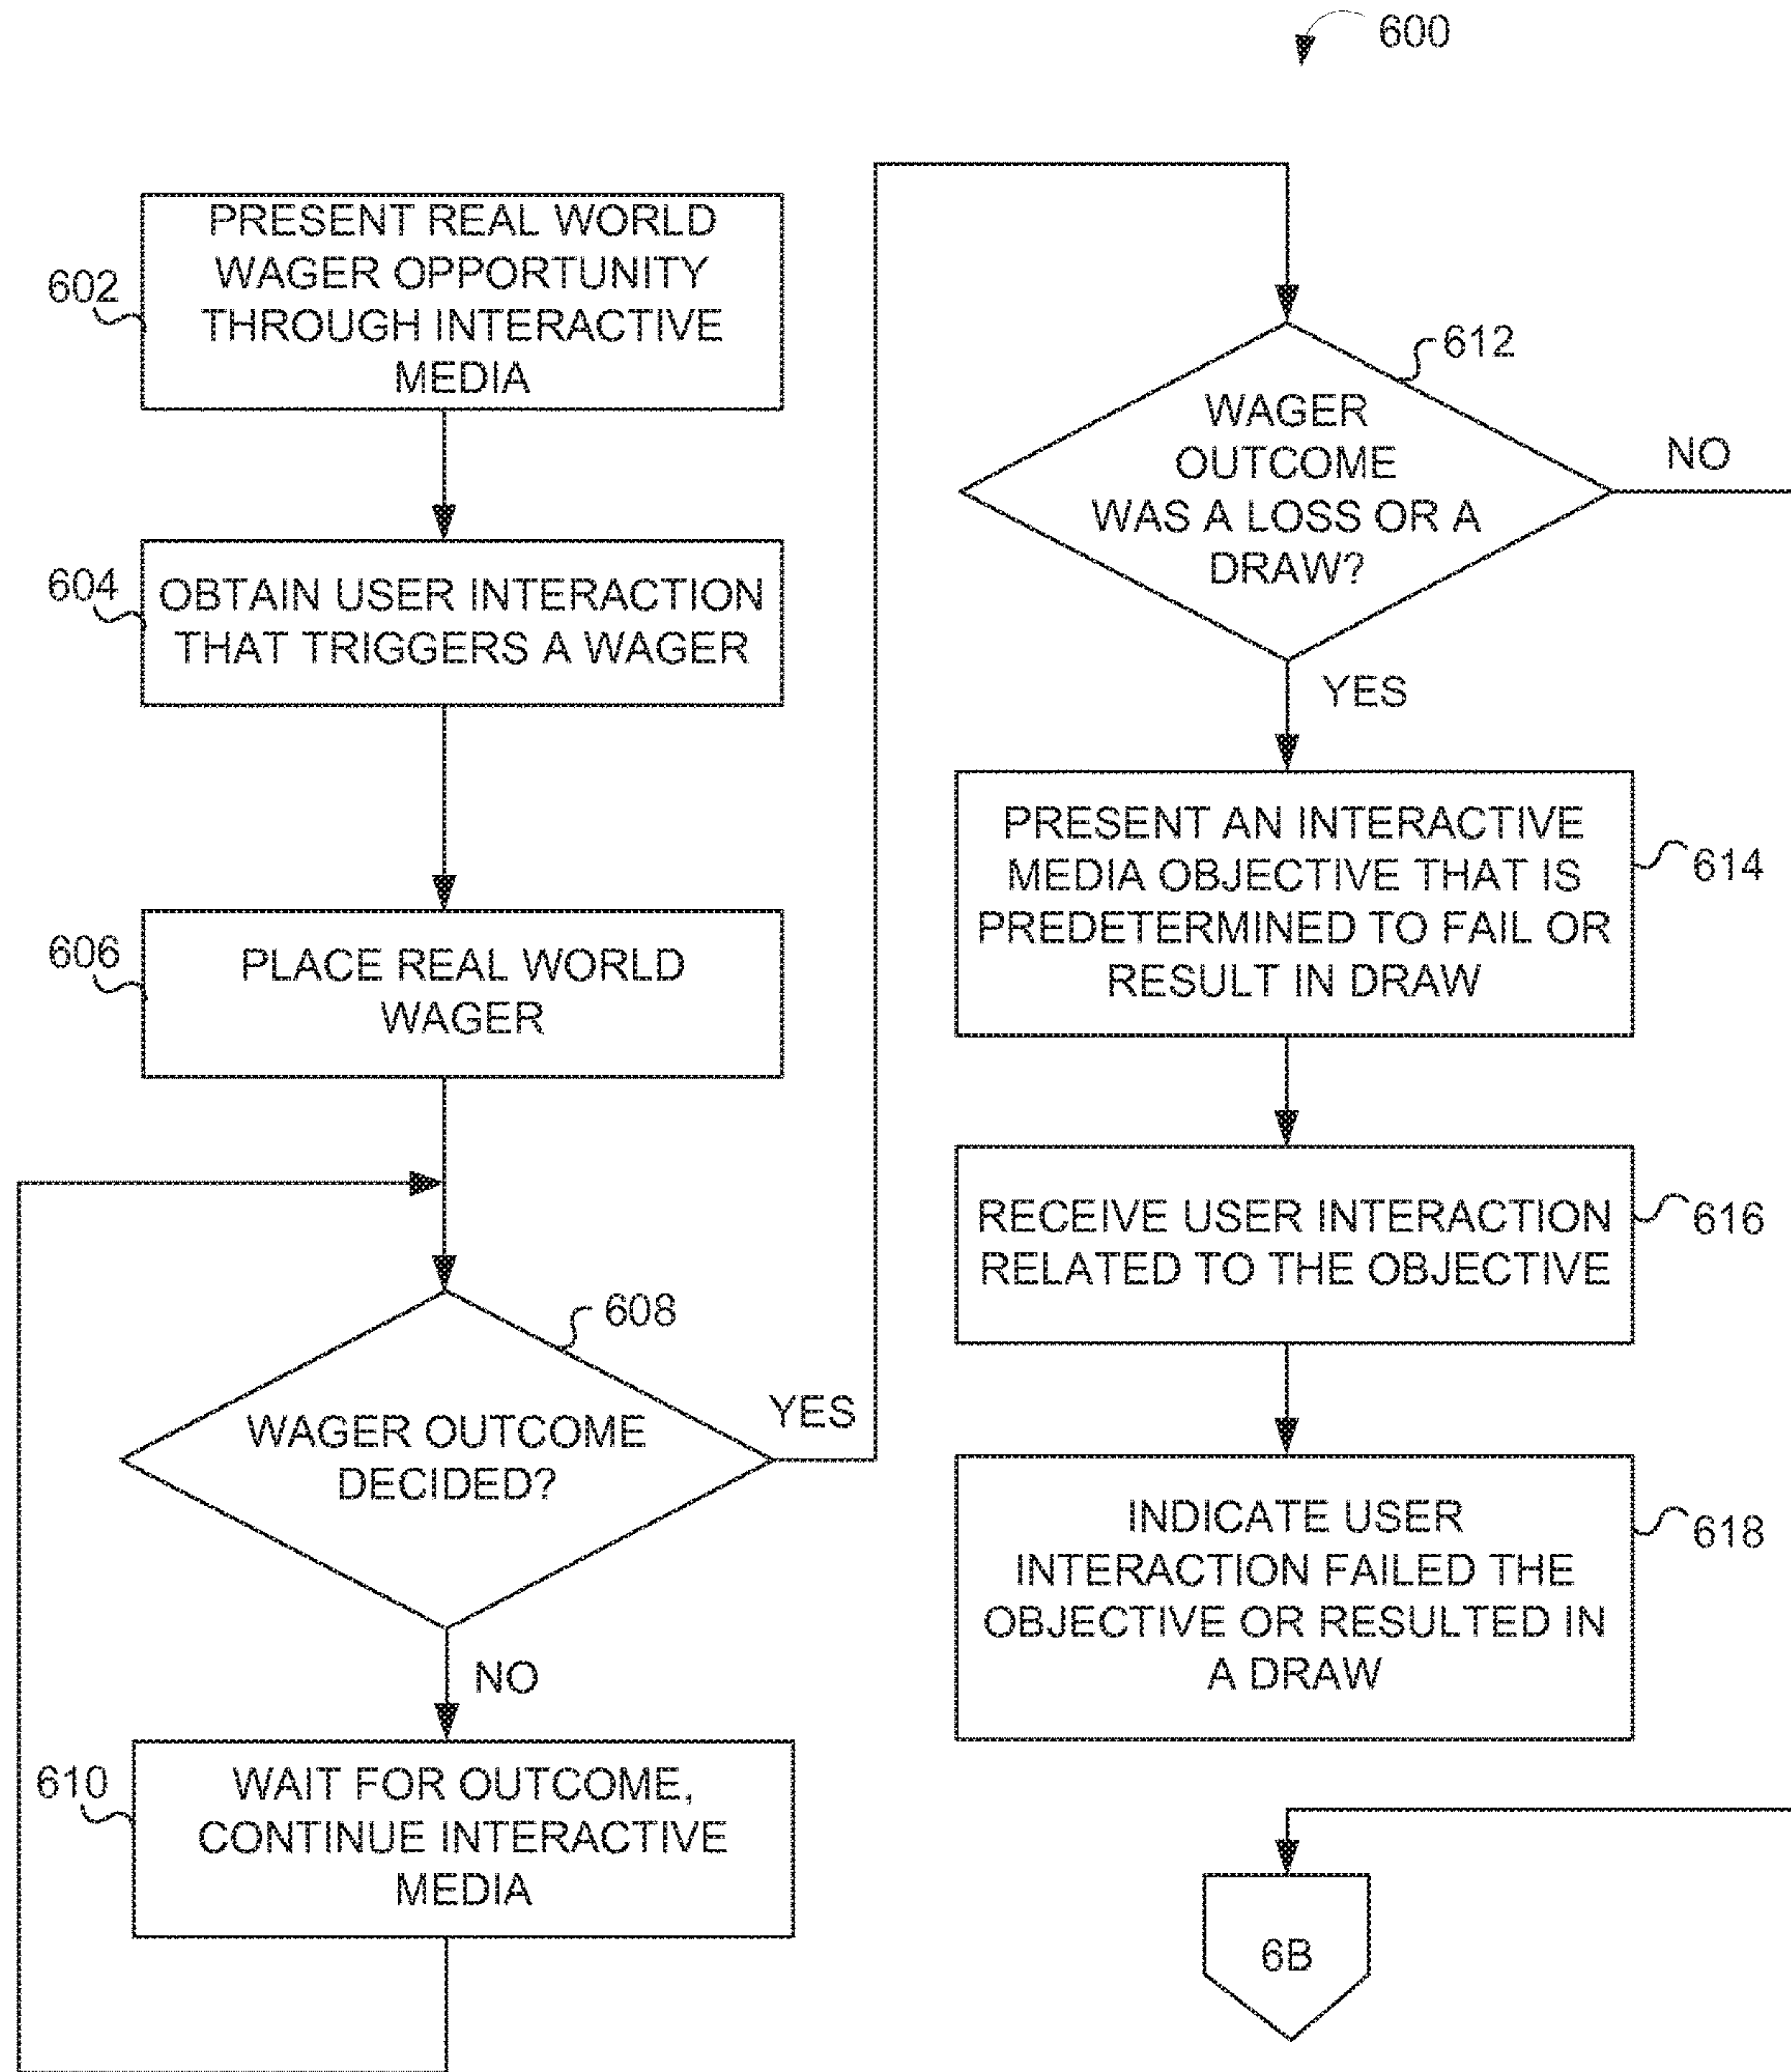 600
602
PRESENT REAL WORLD
WAGER OPPORTUNITY
THROUGH INTERACTIVE
MEDIA
604
OBTAIN USER INTERACTION
THAT TRIGGERS A WAGER
606
PLACE REAL WORLD
WAGER
608
WAGER OUTCOME
DECIDED?
YES
NO
610
WAIT FOR OUTCOME,
CONTINUE INTERACTIVE
MEDIA
612
WAGER
OUTCOME
WAS A LOSS OR A
DRAW?
NO
YES
PRESENT AN INTERACTIVE
MEDIA OBJECTIVE THAT IS
PREDETERMINED TO FAIL OR
RESULT IN DRAW
614
RECEIVE USER INTERACTION
RELATED TO THE OBJECTIVE
616
INDICATE USER
INTERACTION FAILED THE
OBJECTIVE OR RESULTED IN
A DRAW
618
6B